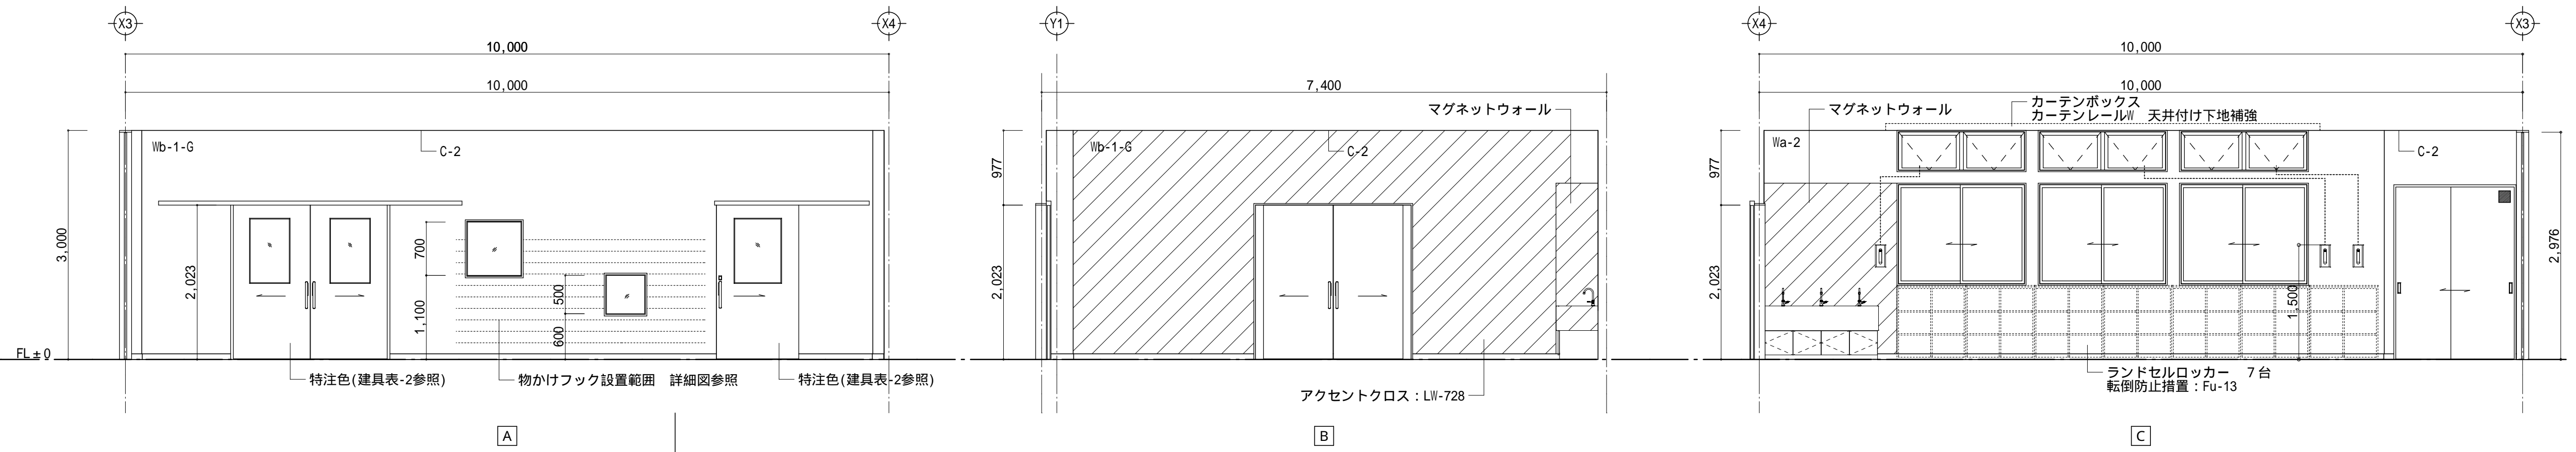 X3
X4
10,000
10,000
Wb-1-G
C-2
3,000
2,023
700
1,100
500
600
FL±0
特注色(建具表-2参照)
物かけフック設置範囲　詳細図参照
特注色(建具表-2参照)
A
Y1
7,400
マグネットウォール
Wb-1-G
C-2
977
2,023
アクセントクロス：LW-728
B
X4
X3
10,000
10,000
マグネットウォール
カーテンボックス
カーテンレールW　天井付け下地補強
Wa-2
C-2
977
2,023
1,500
2,976
ランドセルロッカー　７台
転倒防止措置：Fu-13
C